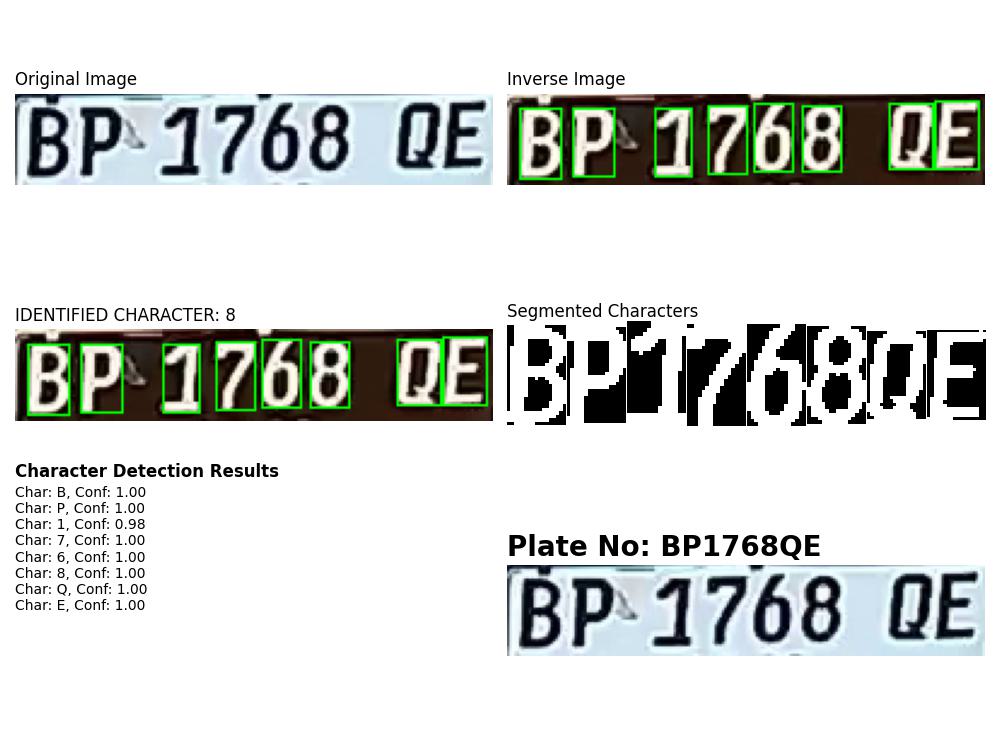 Original Image
BP 1768 QE
Inverse Image
BP 1768 QE
IDENTIFIED CHARACTER: 8
BP 1768 QE
Segmented Characters
BP1768QE
Character Detection Results
Char: B, Conf: 1.00
Char: P, Conf: 1.00
Char: 1, Conf: 0.98
Char: 7, Conf: 1.00
Char: 6, Conf: 1.00
Char: 8, Conf: 1.00
Char: Q, Conf: 1.00
Char: E, Conf: 1.00
Plate No: BP1768QE
BP 1768 QE